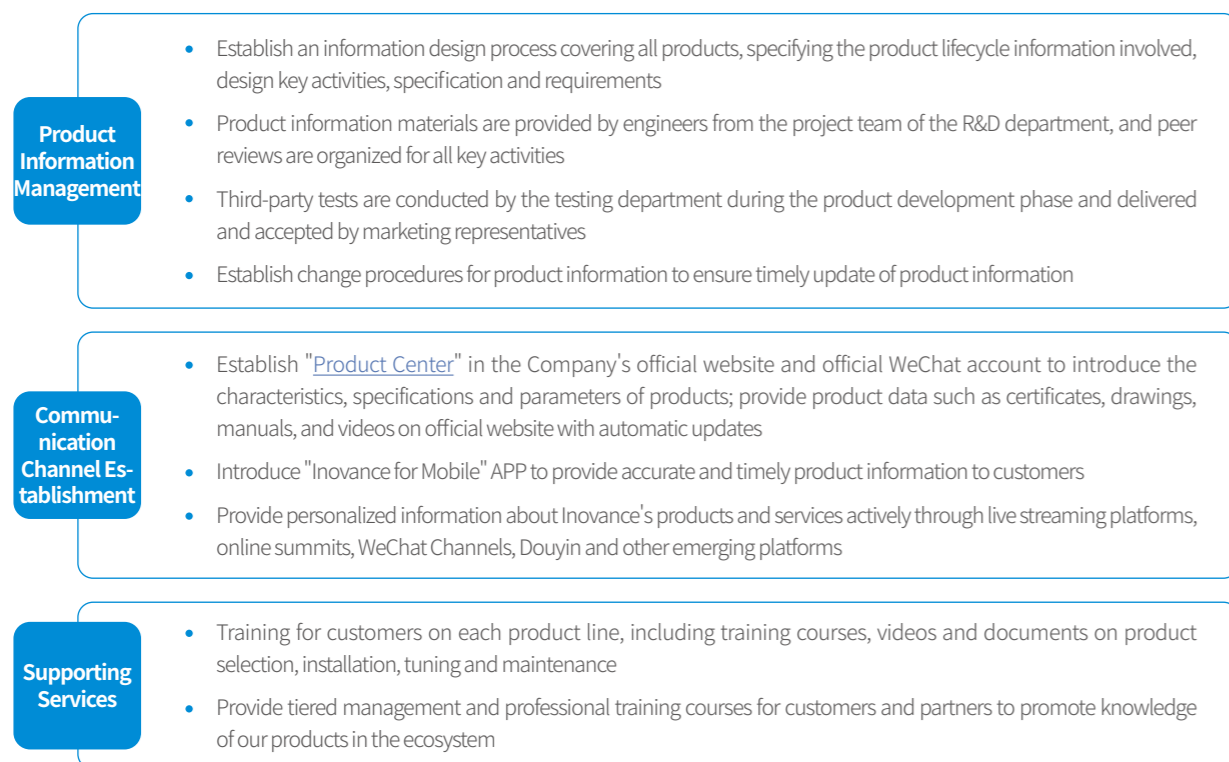 Product
Information
Management
• Establish an information design process covering all products, specifying the product lifecycle information involved,
design key activities, specification and requirements
• Product information materials are provided by engineers from the project team of the R&D department, and peer
reviews are organized for all key activities
• Third-party tests are conducted by the testing department during the product development phase and delivered
and accepted by marketing representatives
• Establish change procedures for product information to ensure timely update of product information
Commu-
nication
Channel Es-
tablishment
• Establish "Product Center" in the Company's official website and official WeChat account to introduce the
characteristics, specifications and parameters of products; provide product data such as certificates, drawings,
manuals, and videos on official website with automatic updates
• Introduce "Inovance for Mobile" APP to provide accurate and timely product information to customers
• Provide personalized information about Inovance's products and services actively through live streaming platforms,
online summits, WeChat Channels, Douyin and other emerging platforms
Supporting
Services
• Training for customers on each product line, including training courses, videos and documents on product
selection, installation, tuning and maintenance
• Provide tiered management and professional training courses for customers and partners to promote knowledge
of our products in the ecosystem